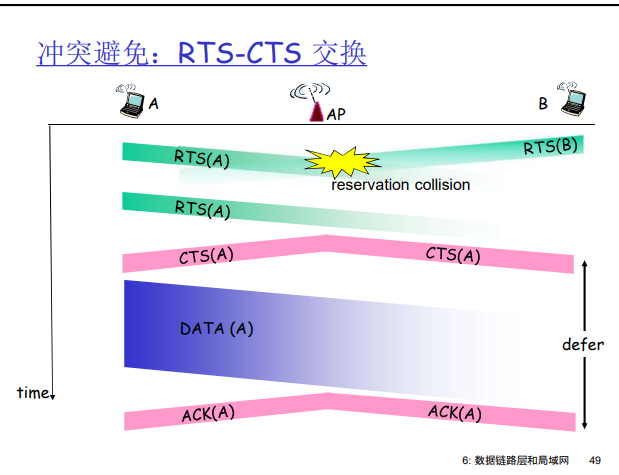 冲突避免：RTS-CTS 交换
A
AP
B
RTS(A)
RTS(B)
reservation collision
RTS(A)
CTS(A)
CTS(A)
DATA (A)
defer
time
ACK(A)
ACK(A)
6: 数据链路层和局域网 49